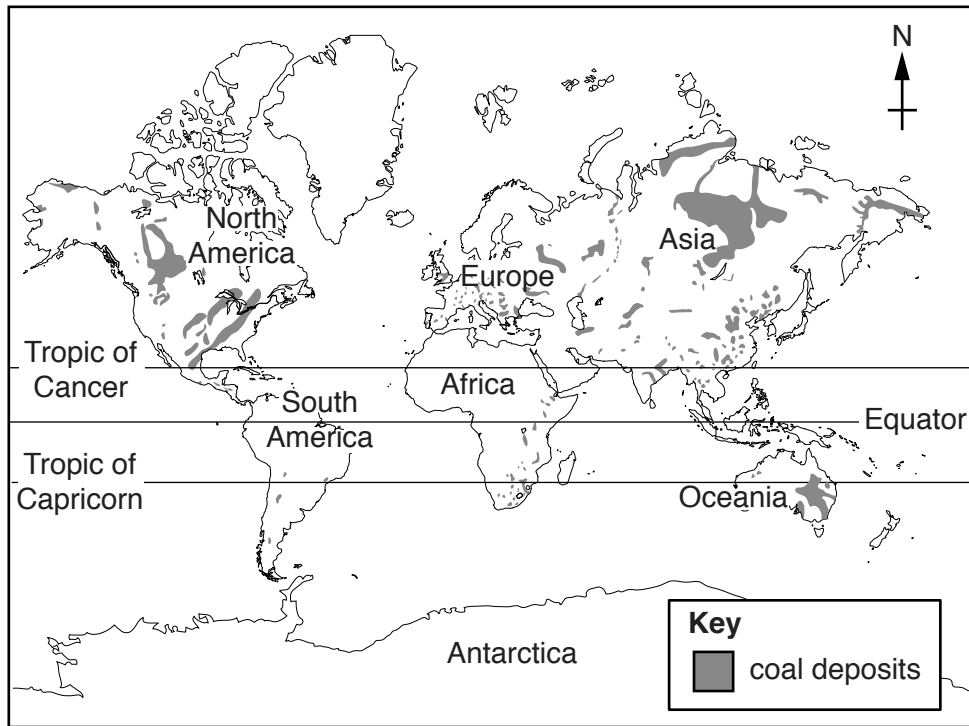 N
North
America
Asia
Europe
Tropic of
Cancer
Africa
South
America
Equator
Tropic of
Capricorn
Oceania
Antarctica
Key
coal deposits